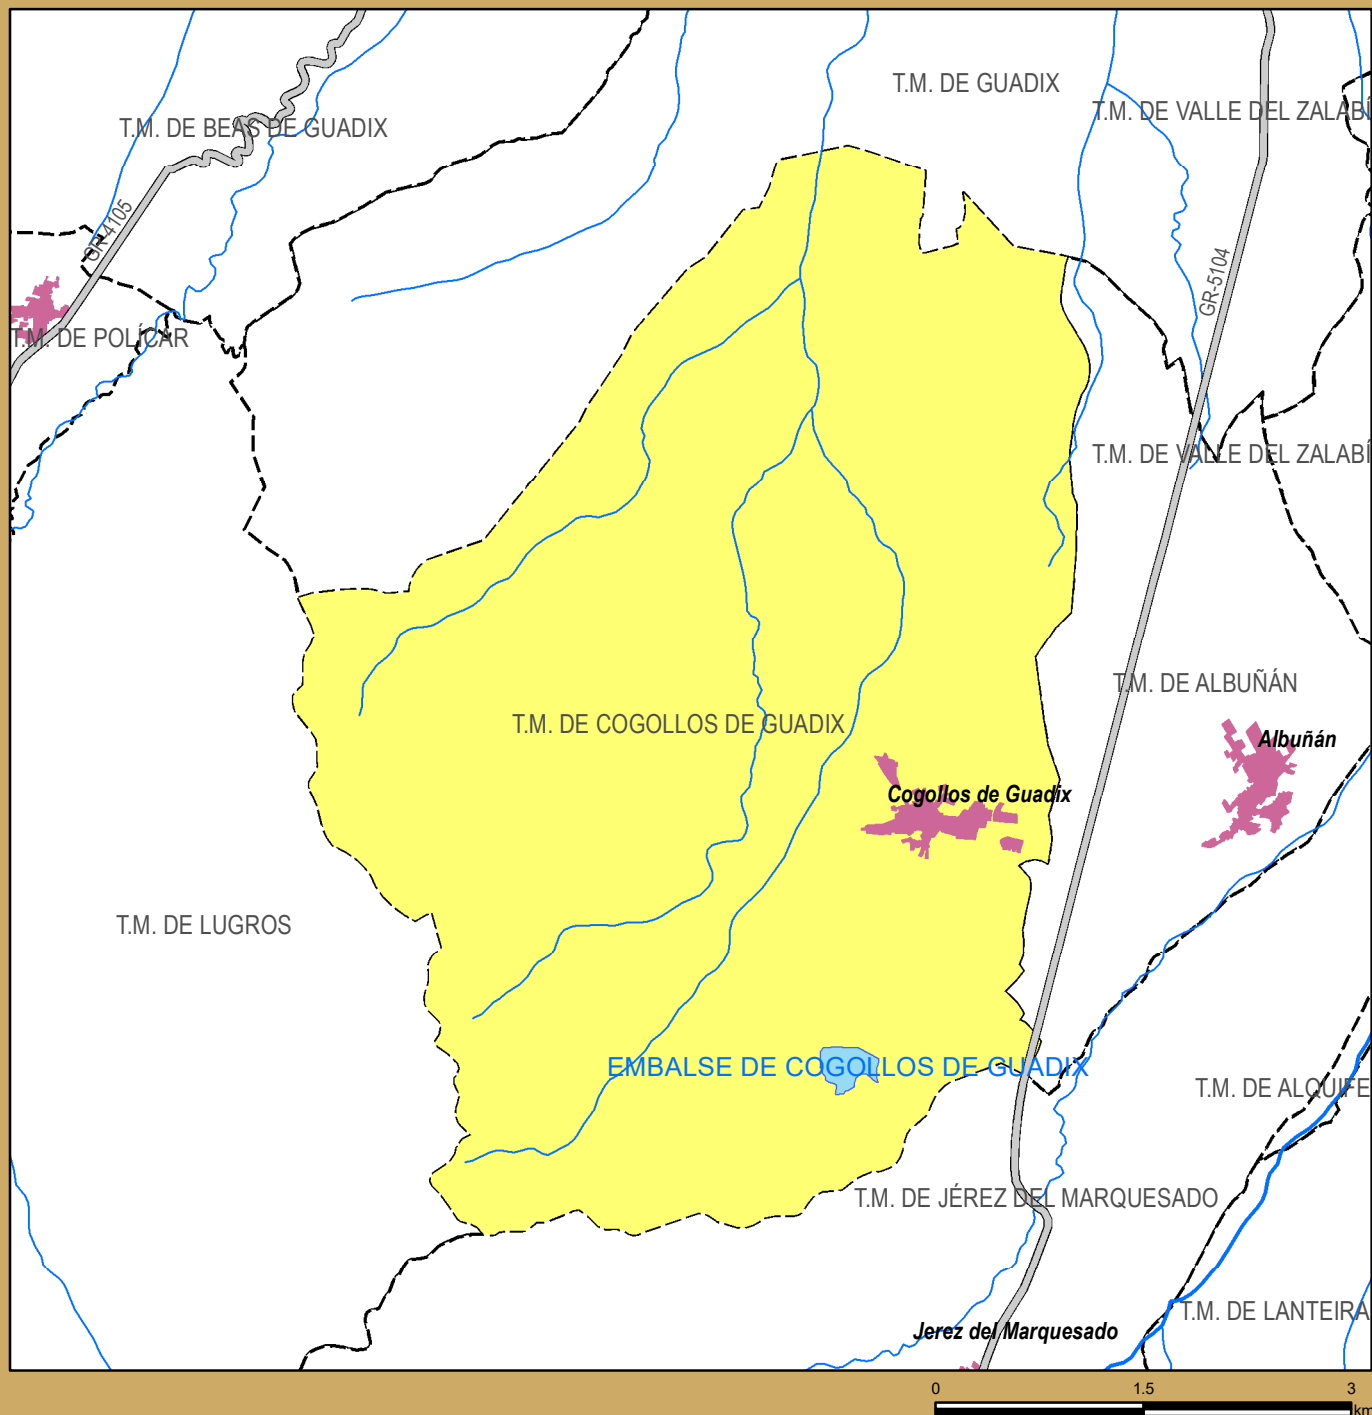 T.M. DE GUADIX
T.M. DE VALLE DEL ZALABÍ
T.M. DE BEAS DE GUADIX
GR-4105
GR-5104
T.M. DE POLÍCAR
T.M. DE VALLE DEL ZALABÍ
T.M. DE ALBUÑÁN
T.M. DE COGOLLOS DE GUADIX
Albuñán
Cogollos de Guadix
T.M. DE LUGROS
EMBALSE DE COGOLLOS DE GUADIX
T.M. DE ALQUIFE
T.M. DE JÉREZ DEL MARQUESADO
T.M. DE LANTEIRA
Jerez del Marquesado
0 1.5 3
km